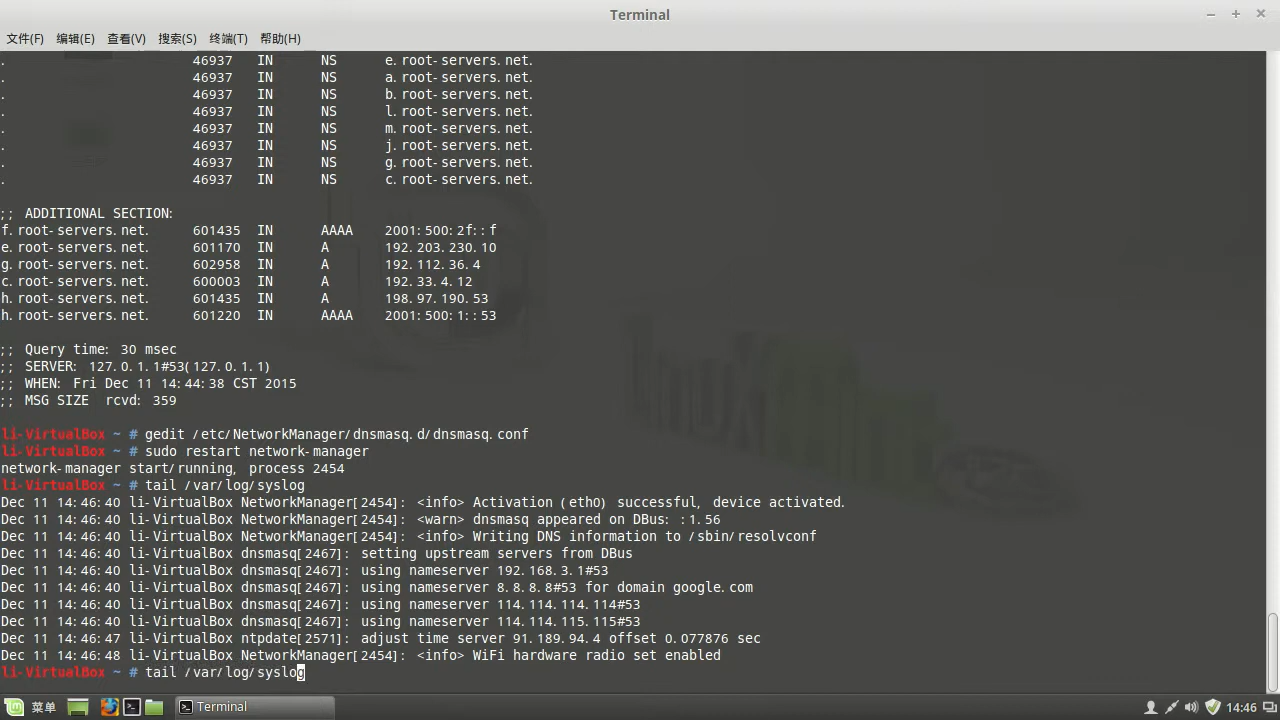 Terminal
文件(F) 编辑(E) 查看(V) 搜索(S) 终端(T) 帮助(H)
. 46937 IN NS e.root-servers.net.
. 46937 IN NS a.root-servers.net.
. 46937 IN NS b.root-servers.net.
. 46937 IN NS l.root-servers.net.
. 46937 IN NS m.root-servers.net.
. 46937 IN NS j.root-servers.net.
. 46937 IN NS g.root-servers.net.
. 46937 IN NS c.root-servers.net.
;; ADDITIONAL SECTION:
f.root-servers.net. 601435 IN AAAA 2001:500:2f::f
e.root-servers.net. 601170 IN A 192.203.230.10
g.root-servers.net. 602958 IN A 192.112.36.4
c.root-servers.net. 600003 IN A 192.33.4.12
h.root-servers.net. 601435 IN A 198.97.190.53
h.root-servers.net. 601220 IN AAAA 2001:500:1::53
;; Query time: 30 msec
;; SERVER: 127.0.1.1#53(127.0.1.1)
;; WHEN: Fri Dec 11 14:44:38 CST 2015
;; MSG SIZE rcvd: 359
li-VirtualBox ~ # gedit /etc/NetworkManager/dnsmasq.d/dnsmasq.conf
li-VirtualBox ~ # sudo restart network-manager
network-manager start/running, process 2454
li-VirtualBox ~ # tail /var/log/syslog
Dec 11 14:46:40 li-VirtualBox NetworkManager[2454]: <info> Activation (eth0) successful, device activated.
Dec 11 14:46:40 li-VirtualBox NetworkManager[2454]: <warn> dnsmasq appeared on DBus: :1.56
Dec 11 14:46:40 li-VirtualBox NetworkManager[2454]: <info> Writing DNS information to /sbin/resolvconf
Dec 11 14:46:40 li-VirtualBox dnsmasq[2467]: setting upstream servers from DBus
Dec 11 14:46:40 li-VirtualBox dnsmasq[2467]: using nameserver 192.168.3.1#53
Dec 11 14:46:40 li-VirtualBox dnsmasq[2467]: using nameserver 8.8.8.8#53 for domain google.com
Dec 11 14:46:40 li-VirtualBox dnsmasq[2467]: using nameserver 114.114.114.114#53
Dec 11 14:46:40 li-VirtualBox dnsmasq[2467]: using nameserver 114.114.115.115#53
Dec 11 14:46:47 li-VirtualBox ntpdate[2571]: adjust time server 91.189.94.4 offset 0.077876 sec
Dec 11 14:46:48 li-VirtualBox NetworkManager[2454]: <info> WiFi hardware radio set enabled
li-VirtualBox ~ # tail /var/log/syslog
菜单 Terminal 14:46